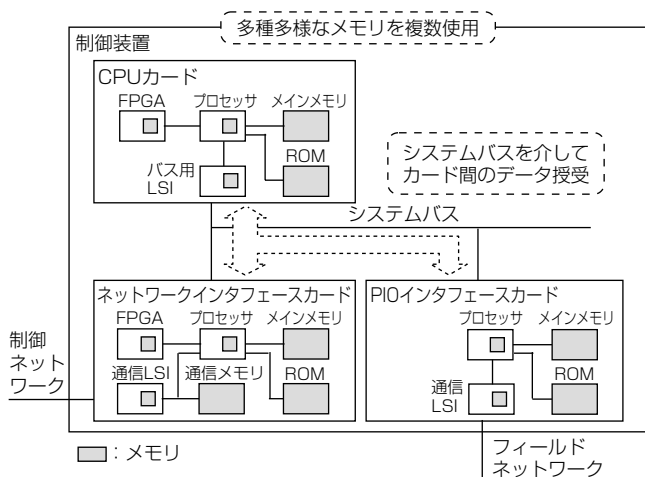 多種多様なメモリを複数使用
制御装置
CPUカード
FPGA プロセッサ メインメモリ
バス用
LSI
ROM
システムバスを介して
カード間のデータ授受
システムバス
ネットワークインタフェースカード
FPGA プロセッサ メインメモリ
通信LSI 通信メモリ ROM
PIOインタフェースカード
プロセッサ メインメモリ
通信
LSI
ROM
制御
ネット
ワーク
:メモリ
フィールド
ネットワーク